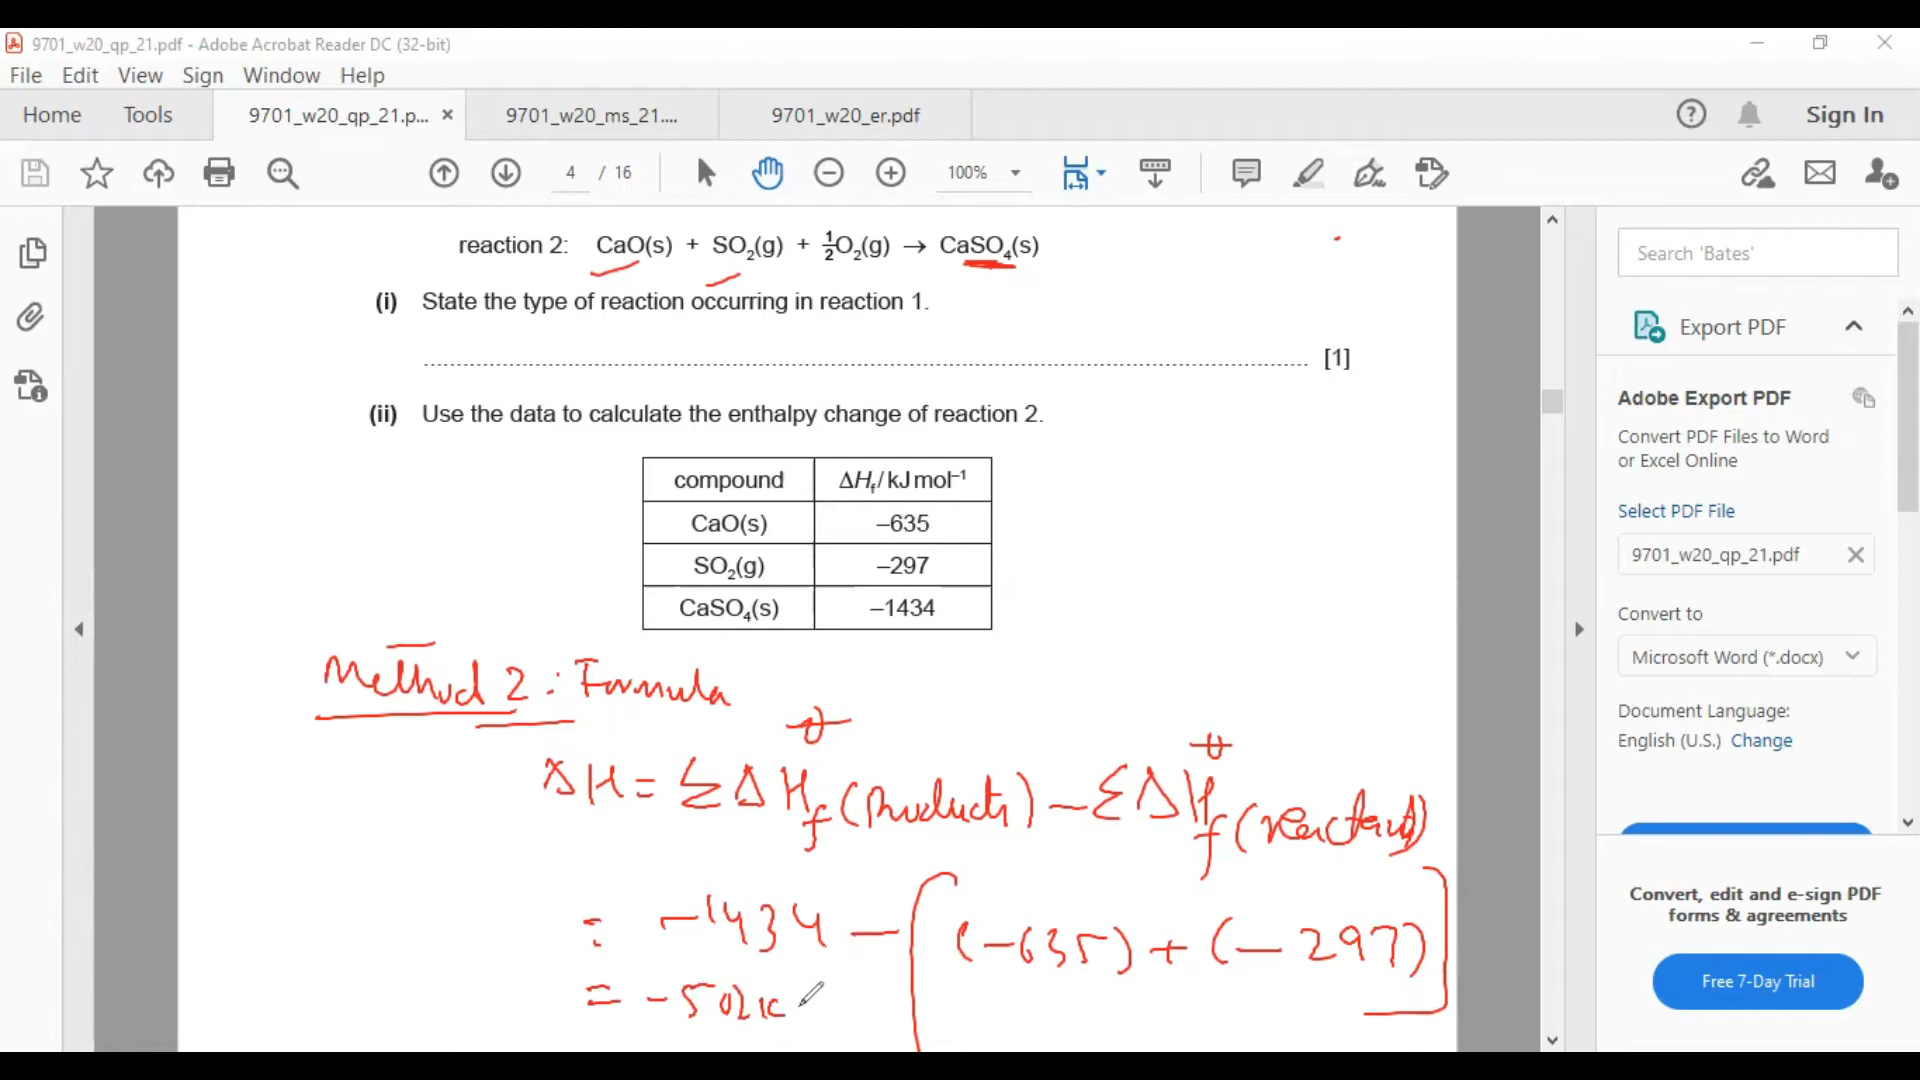 9701_w20_qp_21.pdf - Adobe Acrobat Reader DC (32-bit)
File Edit View Sign Window Help
Home Tools 9701_w20_qp_21.p... × 9701_w20_ms_21.... 9701_w20_er.pdf Sign In
4 / 16 100%
reaction 2: CaO(s) + SO₂(g) + ½O₂(g) → CaSO₄(s)
(i) State the type of reaction occurring in reaction 1.
[1]
(ii) Use the data to calculate the enthalpy change of reaction 2.
compound ΔHf / kJ mol⁻¹
CaO(s) –635
SO₂(g) –297
CaSO₄(s) –1434
Method 2 : Formula
ΔH = ΣΔHf⦵ (Products) – ΣΔHf⦵ (reactants)
= -1434 – [(-635) + (-297)]
= -502 K
Search 'Bates'
Export PDF
Adobe Export PDF
Convert PDF Files to Word
or Excel Online
Select PDF File
9701_w20_qp_21.pdf
Convert to
Microsoft Word (*.docx)
Document Language:
English (U.S.) Change
Convert, edit and e-sign PDF
forms & agreements
Free 7-Day Trial